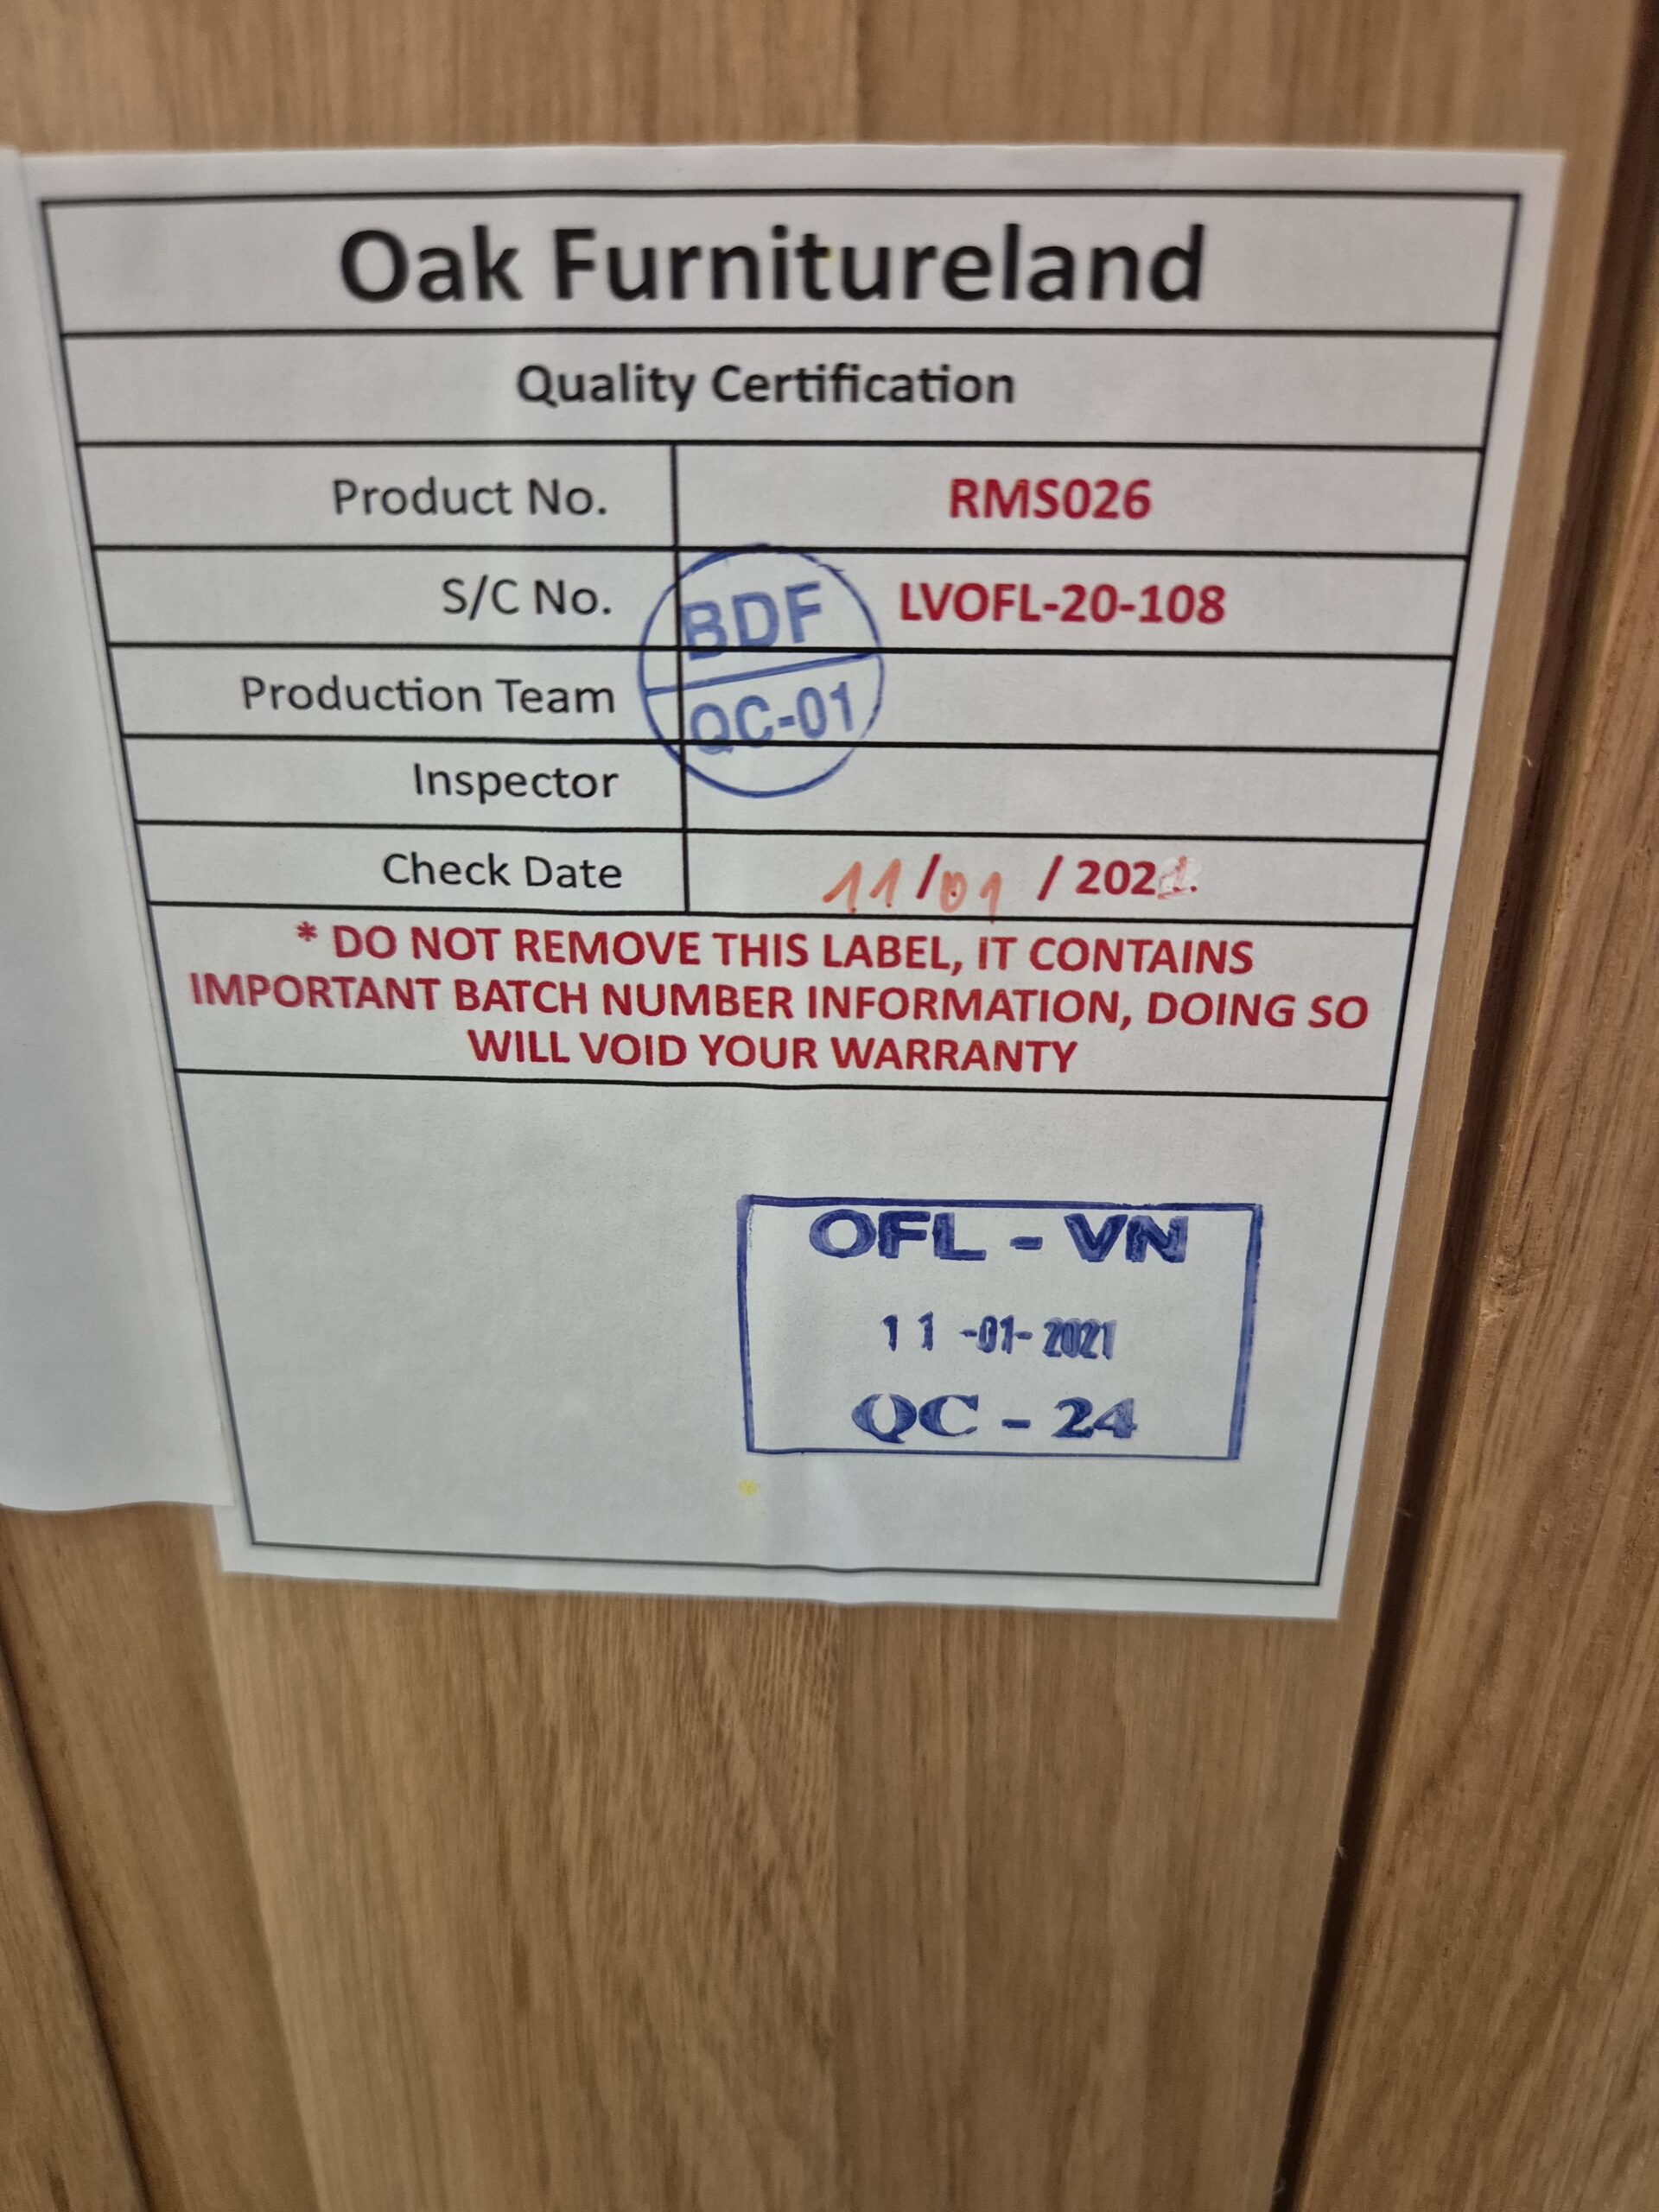 Oak Furnitureland
Quality Certification
Product No. RMS026
S/C No. LVOFL-20-108
BDF
Production Team
QC-01
Inspector
Check Date 11/01 / 2021
* DO NOT REMOVE THIS LABEL, IT CONTAINS
IMPORTANT BATCH NUMBER INFORMATION, DOING SO
WILL VOID YOUR WARRANTY
OFL - VN
11 -01- 2021
QC - 24